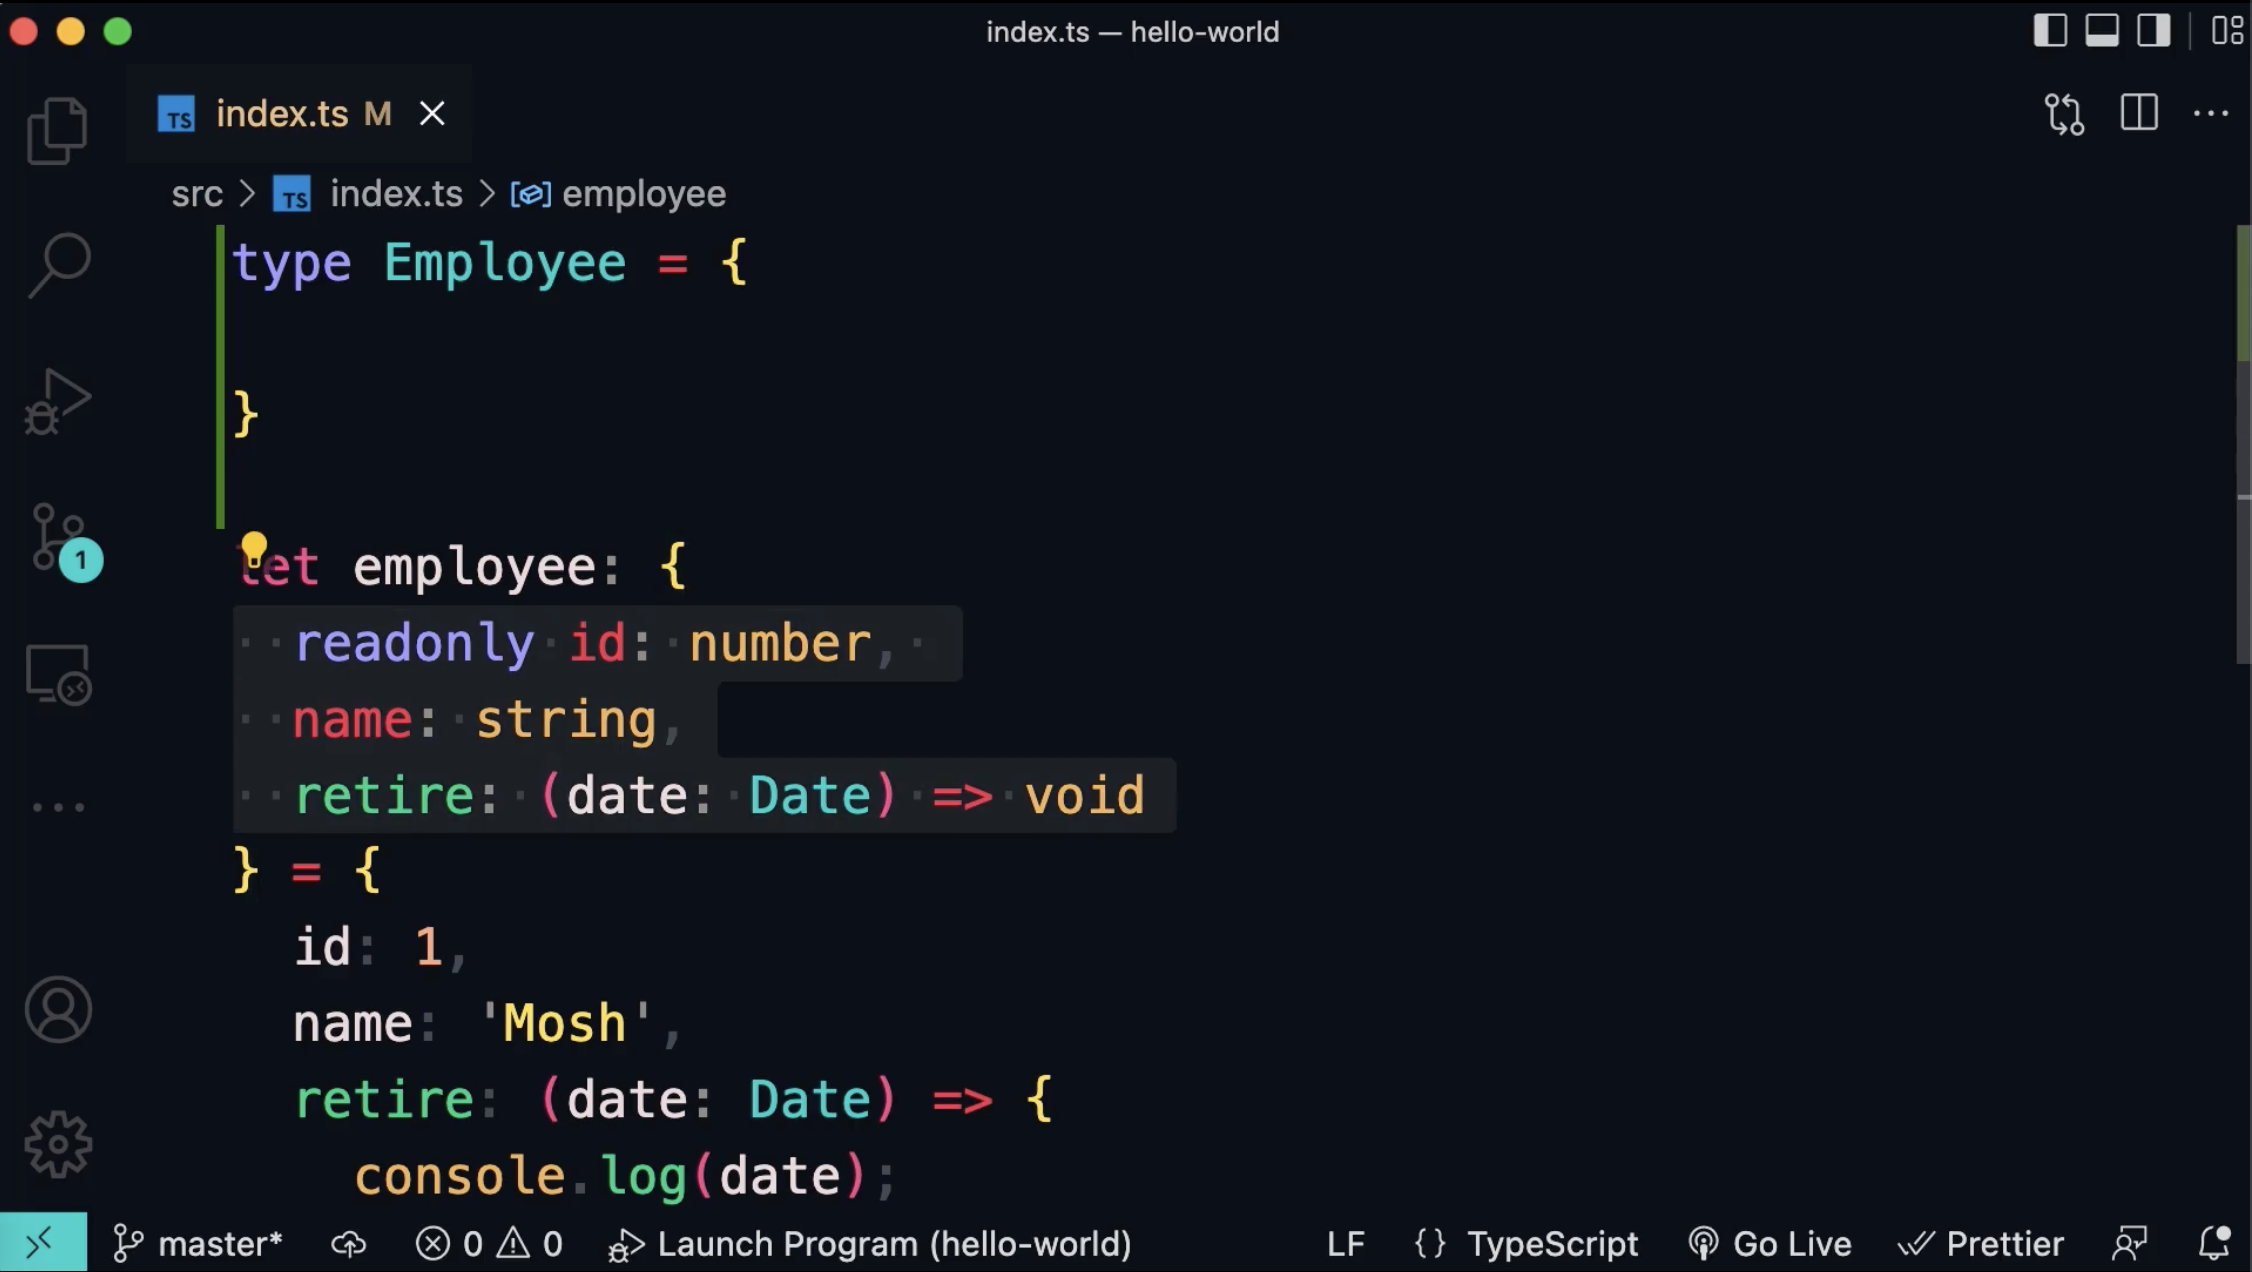 index.ts — hello-world
TS index.ts M
src > TS index.ts > employee
type Employee = {
}
let employee: {
readonly id: number,
name: string,
retire: (date: Date) => void
} = {
id: 1,
name: 'Mosh',
retire: (date: Date) => {
console.log(date);
1
master* 0 0 Launch Program (hello-world) LF {} TypeScript Go Live Prettier